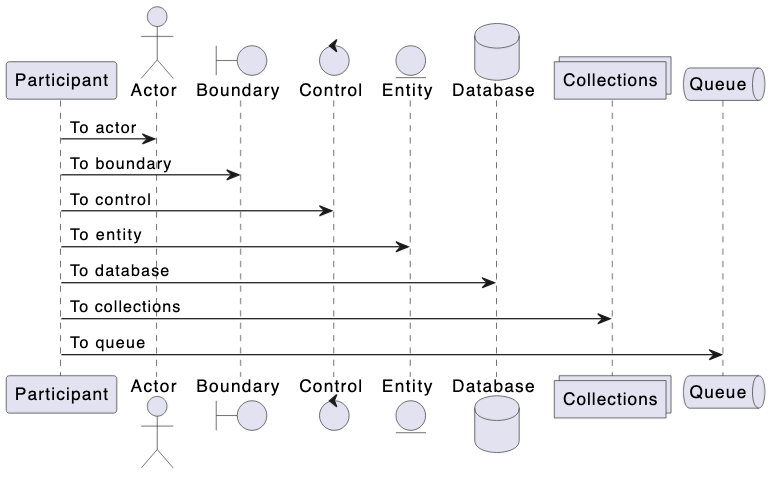 Participant
Actor
Boundary
Control
Entity
Database
Collections
Queue
To actor
To boundary
To control
To entity
To database
To collections
To queue
Participant
Actor
Boundary
Control
Entity
Database
Collections
Queue